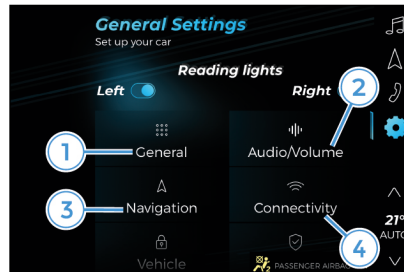 General Settings
Set up your car
Reading lights
Left Right
2
1
General Audio/Volume
3
Navigation Connectivity
4
21°
AUTO
Vehicle
PASSENGER AIRBAG